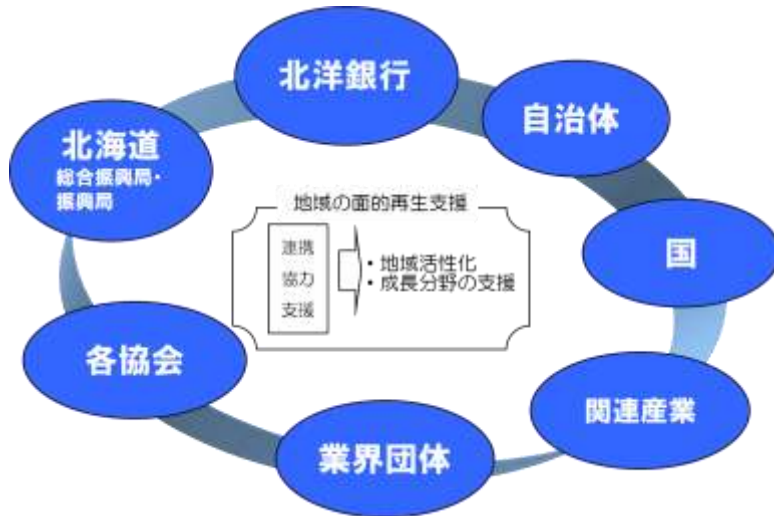 北洋銀行
自治体
北海道
総合振興局・
振興局
地域の面的再生支援
連携
協力
支援
・地域活性化
・成長分野の支援
国
各協会
関連産業
業界団体